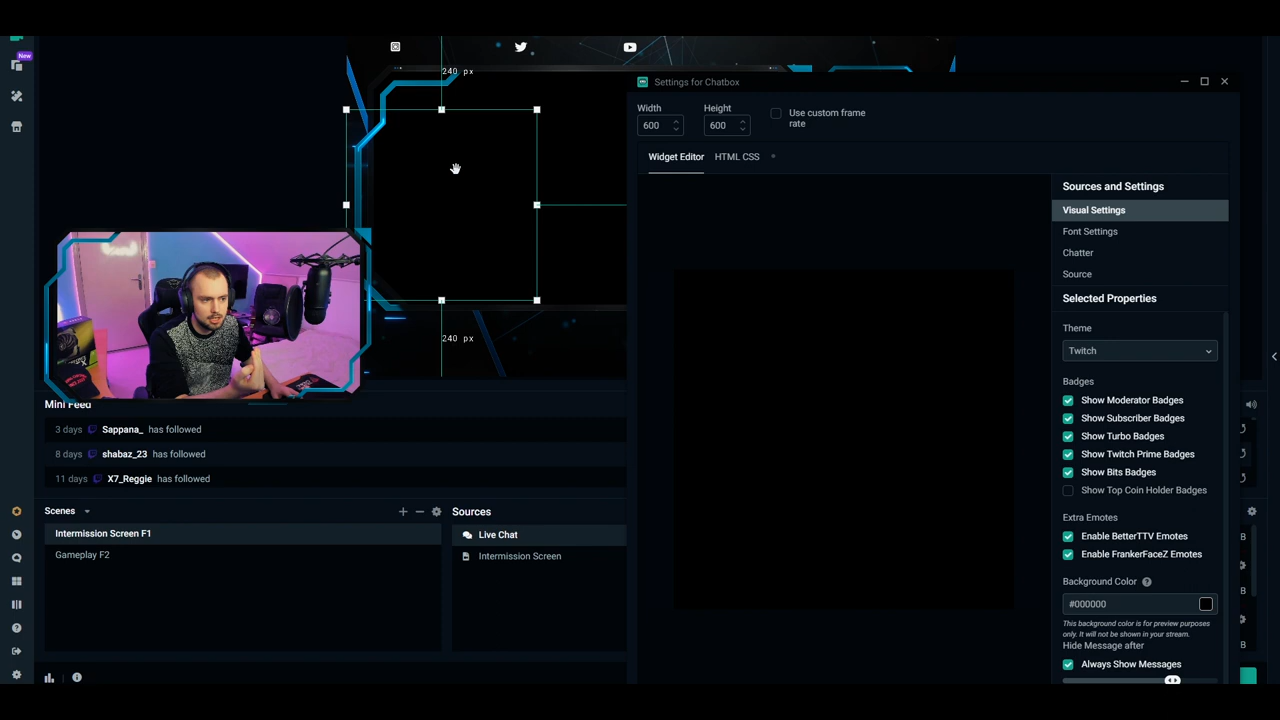 New
240 px
Settings for Chatbox
Width
Height
600
600
Use custom frame
rate
Widget Editor
HTML CSS
Sources and Settings
Visual Settings
Font Settings
Chatter
Source
Selected Properties
Theme
Twitch
Badges
Show Moderator Badges
Show Subscriber Badges
Show Turbo Badges
Show Twitch Prime Badges
Show Bits Badges
Show Top Coin Holder Badges
Extra Emotes
Enable BetterTTV Emotes
Enable FrankerFaceZ Emotes
Background Color
#000000
This background color is for preview purposes
only. It will not be shown in your stream.
Hide Message after
Always Show Messages
240 px
Mini Feed
3 days Sappana_ has followed
8 days shabaz_23 has followed
11 days X7_Reggie has followed
Scenes
Intermission Screen F1
Gameplay F2
Sources
Live Chat
Intermission Screen
B
B
B